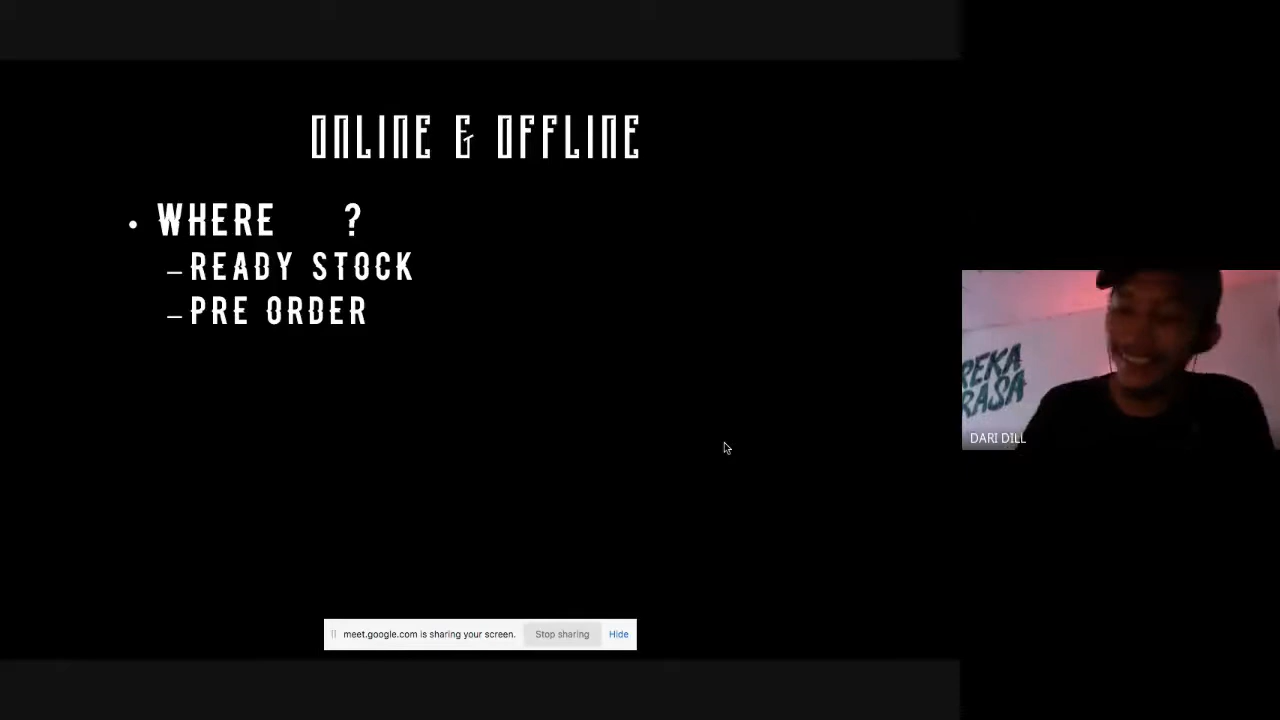 ONLINE & OFFLINE
• WHERE ?
– READY STOCK
– PRE ORDER
REKA
RASA
DARI DILL
meet.google.com is sharing your screen.
Stop sharing
Hide